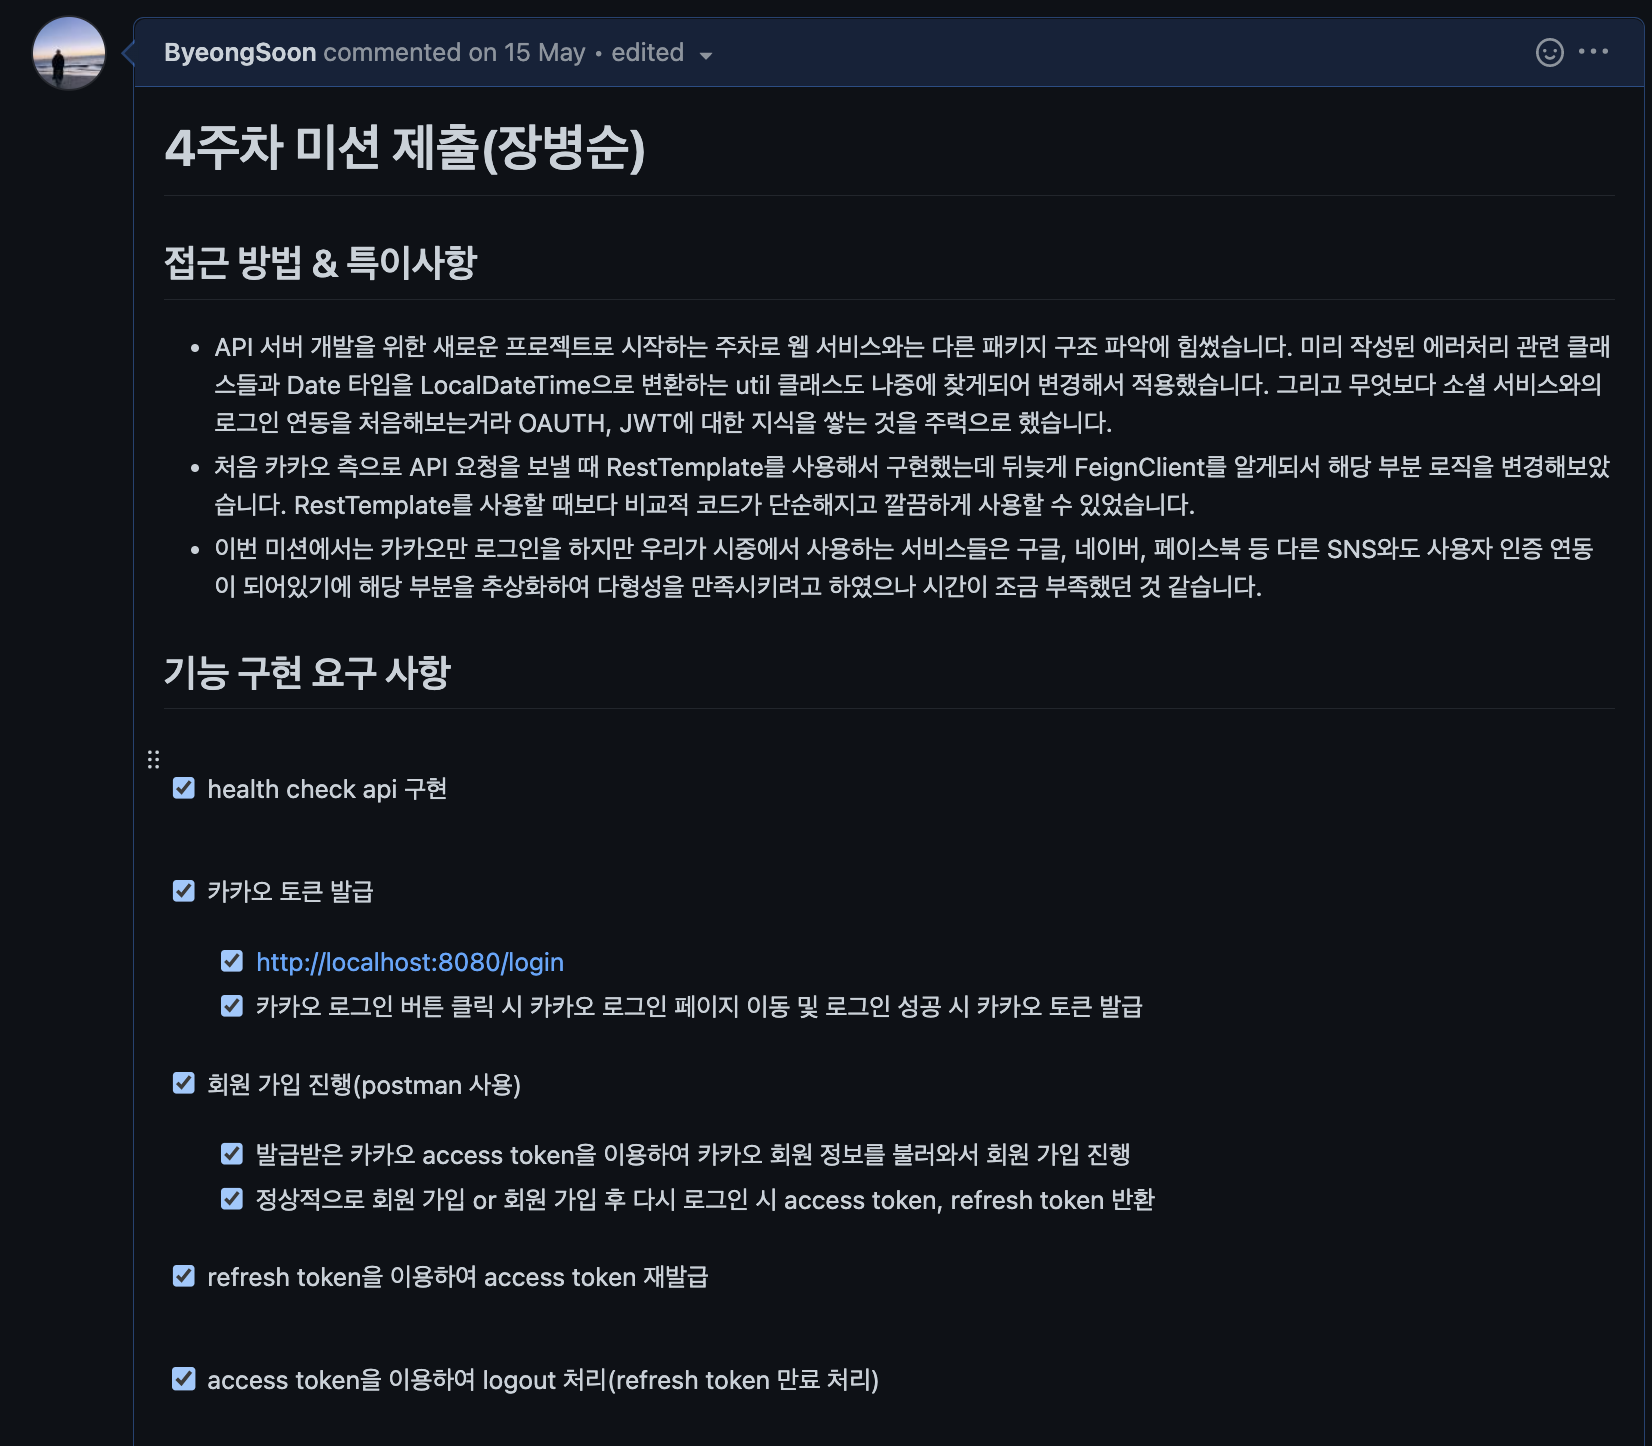 ByeongSoon commented on 15 May • edited
4주차 미션 제출(장병순)
접근 방법 & 특이사항
• API 서버 개발을 위한 새로운 프로젝트로 시작하는 주차로 웹 서비스와는 다른 패키지 구조 파악에 힘썼습니다. 미리 작성된 에러처리 관련 클래
스들과 Date 타입을 LocalDateTime으로 변환하는 util 클래스도 나중에 찾게되어 변경해서 적용했습니다. 그리고 무엇보다 소셜 서비스와의
로그인 연동을 처음해보는거라 OAUTH, JWT에 대한 지식을 쌓는 것을 주력으로 했습니다.
• 처음 카카오 측으로 API 요청을 보낼 때 RestTemplate를 사용해서 구현했는데 뒤늦게 FeignClient를 알게되서 해당 부분 로직을 변경해보았
습니다. RestTemplate를 사용할 때보다 비교적 코드가 단순해지고 깔끔하게 사용할 수 있었습니다.
• 이번 미션에서는 카카오만 로그인을 하지만 우리가 시중에서 사용하는 서비스들은 구글, 네이버, 페이스북 등 다른 SNS와도 사용자 인증 연동
이 되어있기에 해당 부분을 추상화하여 다형성을 만족시키려고 하였으나 시간이 조금 부족했던 것 같습니다.
기능 구현 요구 사항
health check api 구현
카카오 토큰 발급
http://localhost:8080/login
카카오 로그인 버튼 클릭 시 카카오 로그인 페이지 이동 및 로그인 성공 시 카카오 토큰 발급
회원 가입 진행(postman 사용)
발급받은 카카오 access token을 이용하여 카카오 회원 정보를 불러와서 회원 가입 진행
정상적으로 회원 가입 or 회원 가입 후 다시 로그인 시 access token, refresh token 반환
refresh token을 이용하여 access token 재발급
access token을 이용하여 logout 처리(refresh token 만료 처리)